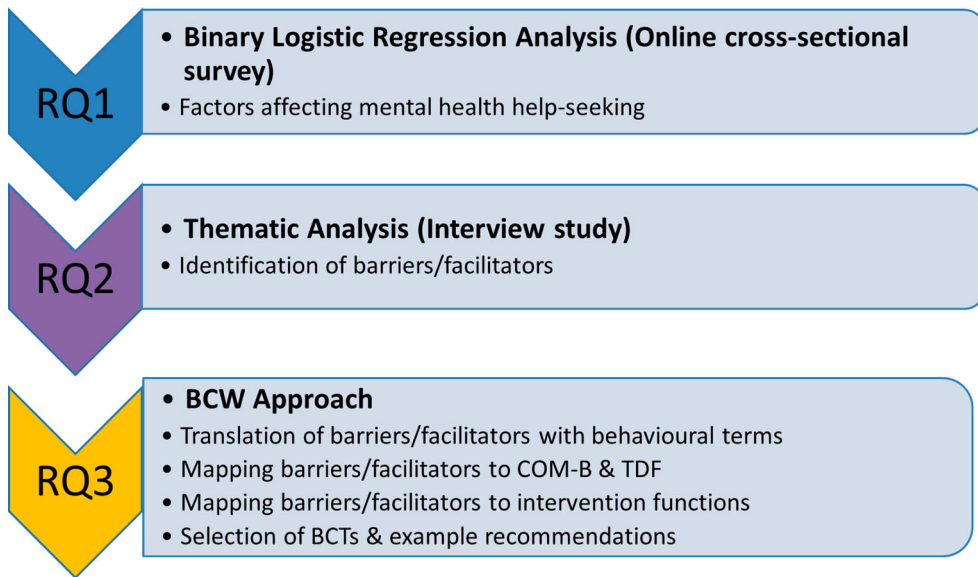 RQ1
• Binary Logistic Regression Analysis (Online cross-sectional
survey)
• Factors affecting mental health help-seeking
RQ2
• Thematic Analysis (Interview study)
• Identification of barriers/facilitators
RQ3
• BCW Approach
• Translation of barriers/facilitators with behavioural terms
• Mapping barriers/facilitators to COM-B & TDF
• Mapping barriers/facilitators to intervention functions
• Selection of BCTs & example recommendations